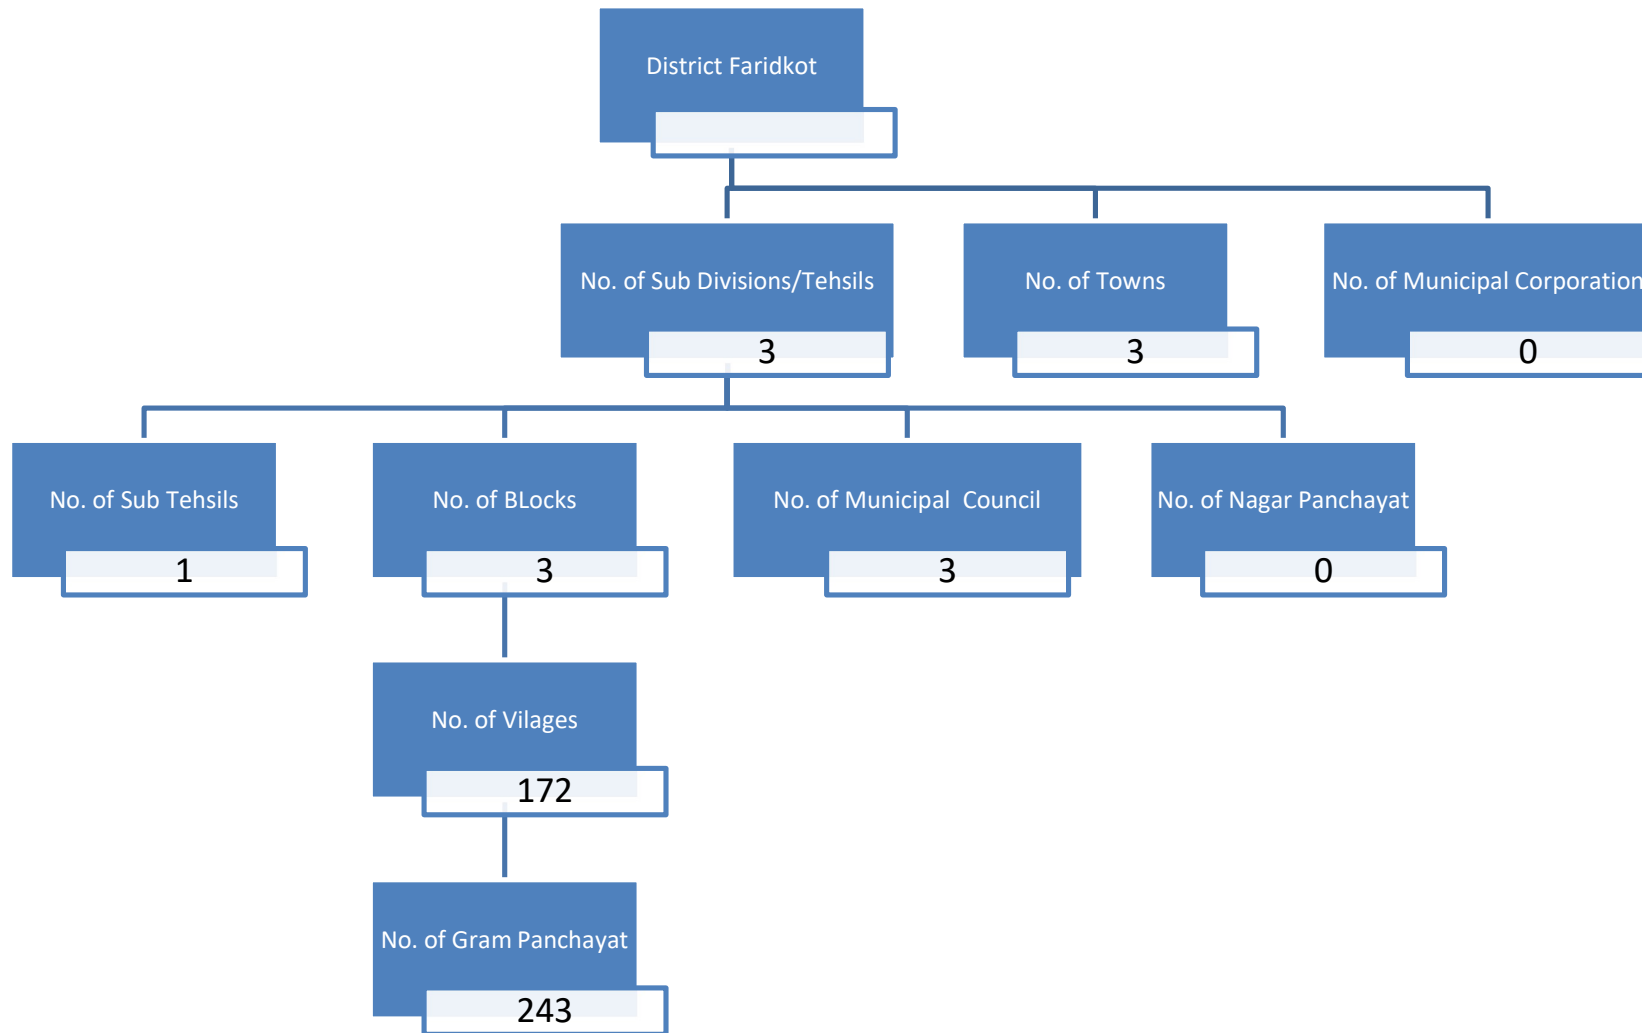 District Faridkot
No. of Sub Divisions/Tehsils
3
No. of Towns
3
No. of Municipal Corporation
0
No. of Sub Tehsils
1
No. of BLocks
3
No. of Municipal  Council
3
No. of Nagar Panchayat
0
No. of Vilages
172
No. of Gram Panchayat
243